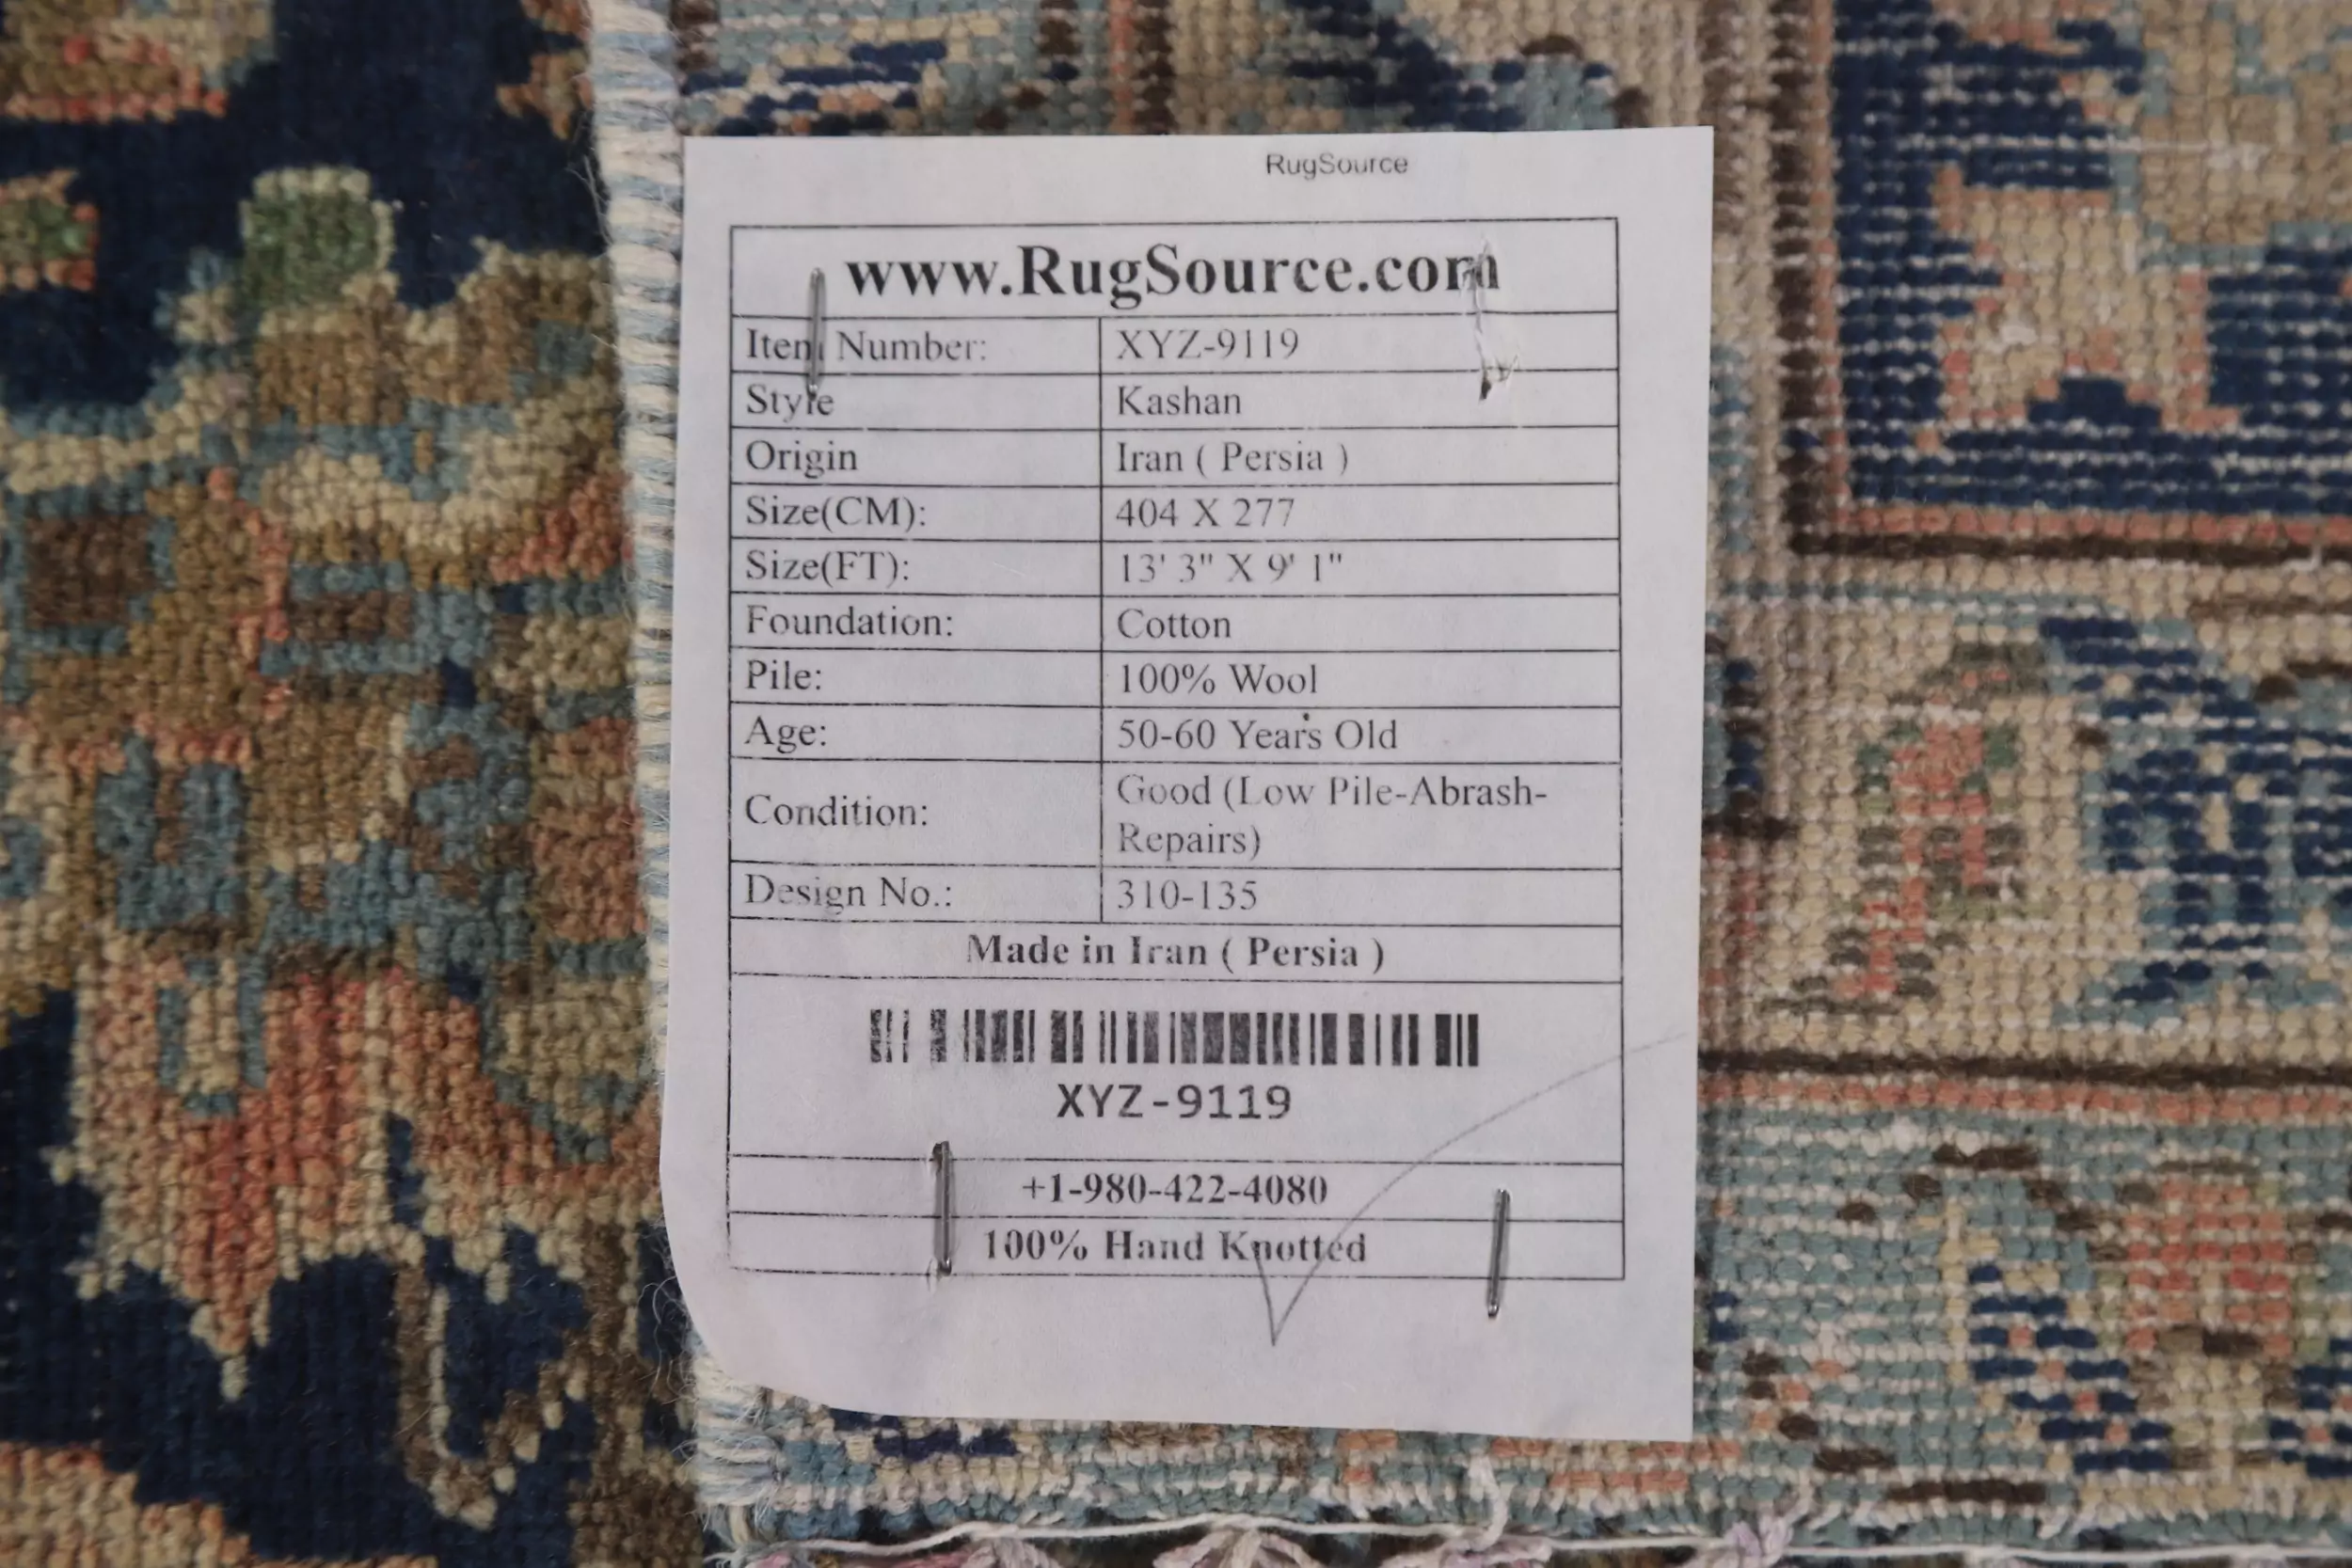 RugSource
www.RugSource.com
Item Number: XYZ-9119
Style Kashan
Origin Iran ( Persia )
Size(CM): 404 X 277
Size(FT): 13' 3" X 9' 1"
Foundation: Cotton
Pile: 100% Wool
Age: 50-60 Years Old
Condition: Good (Low Pile-Abrash-
Repairs)
Design No.: 310-135
Made in Iran ( Persia )
XYZ-9119
+1-980-422-4080
100% Hand Knotted